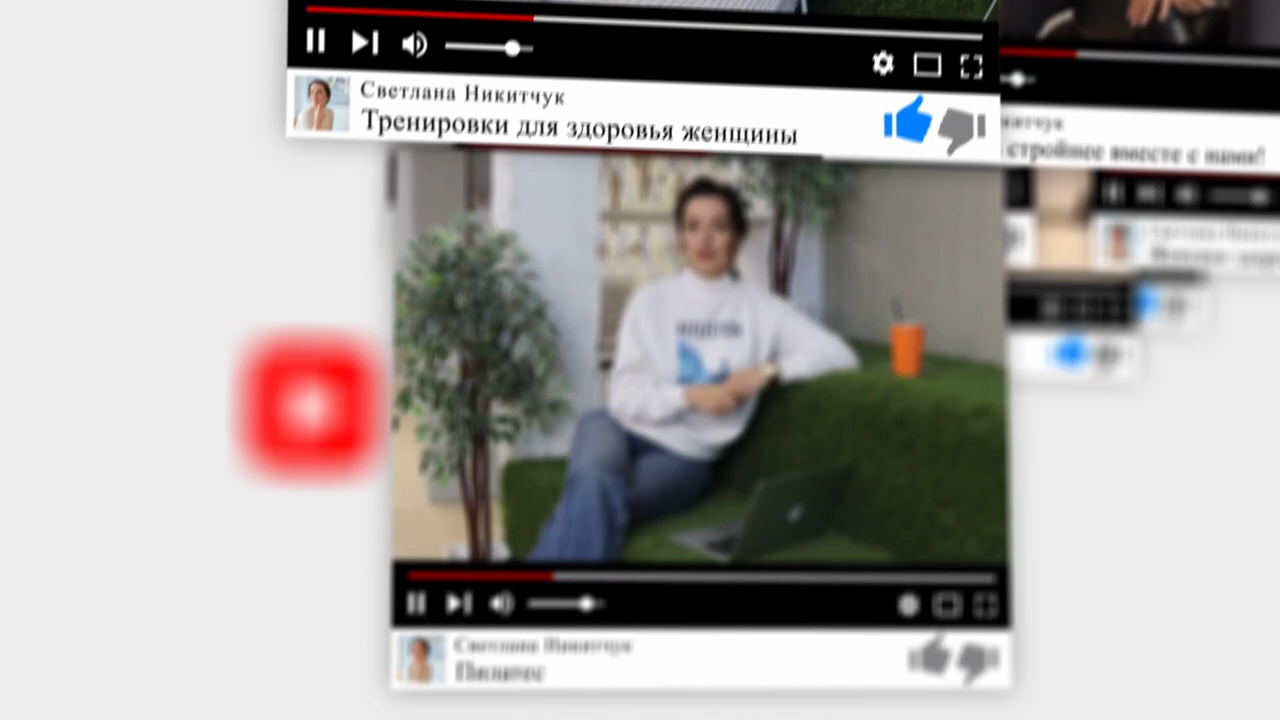 Светлана Никитчук
Тренировки для здоровья женщины
стройнее вместе с нами!
Светлана Никитчук
Пилатес